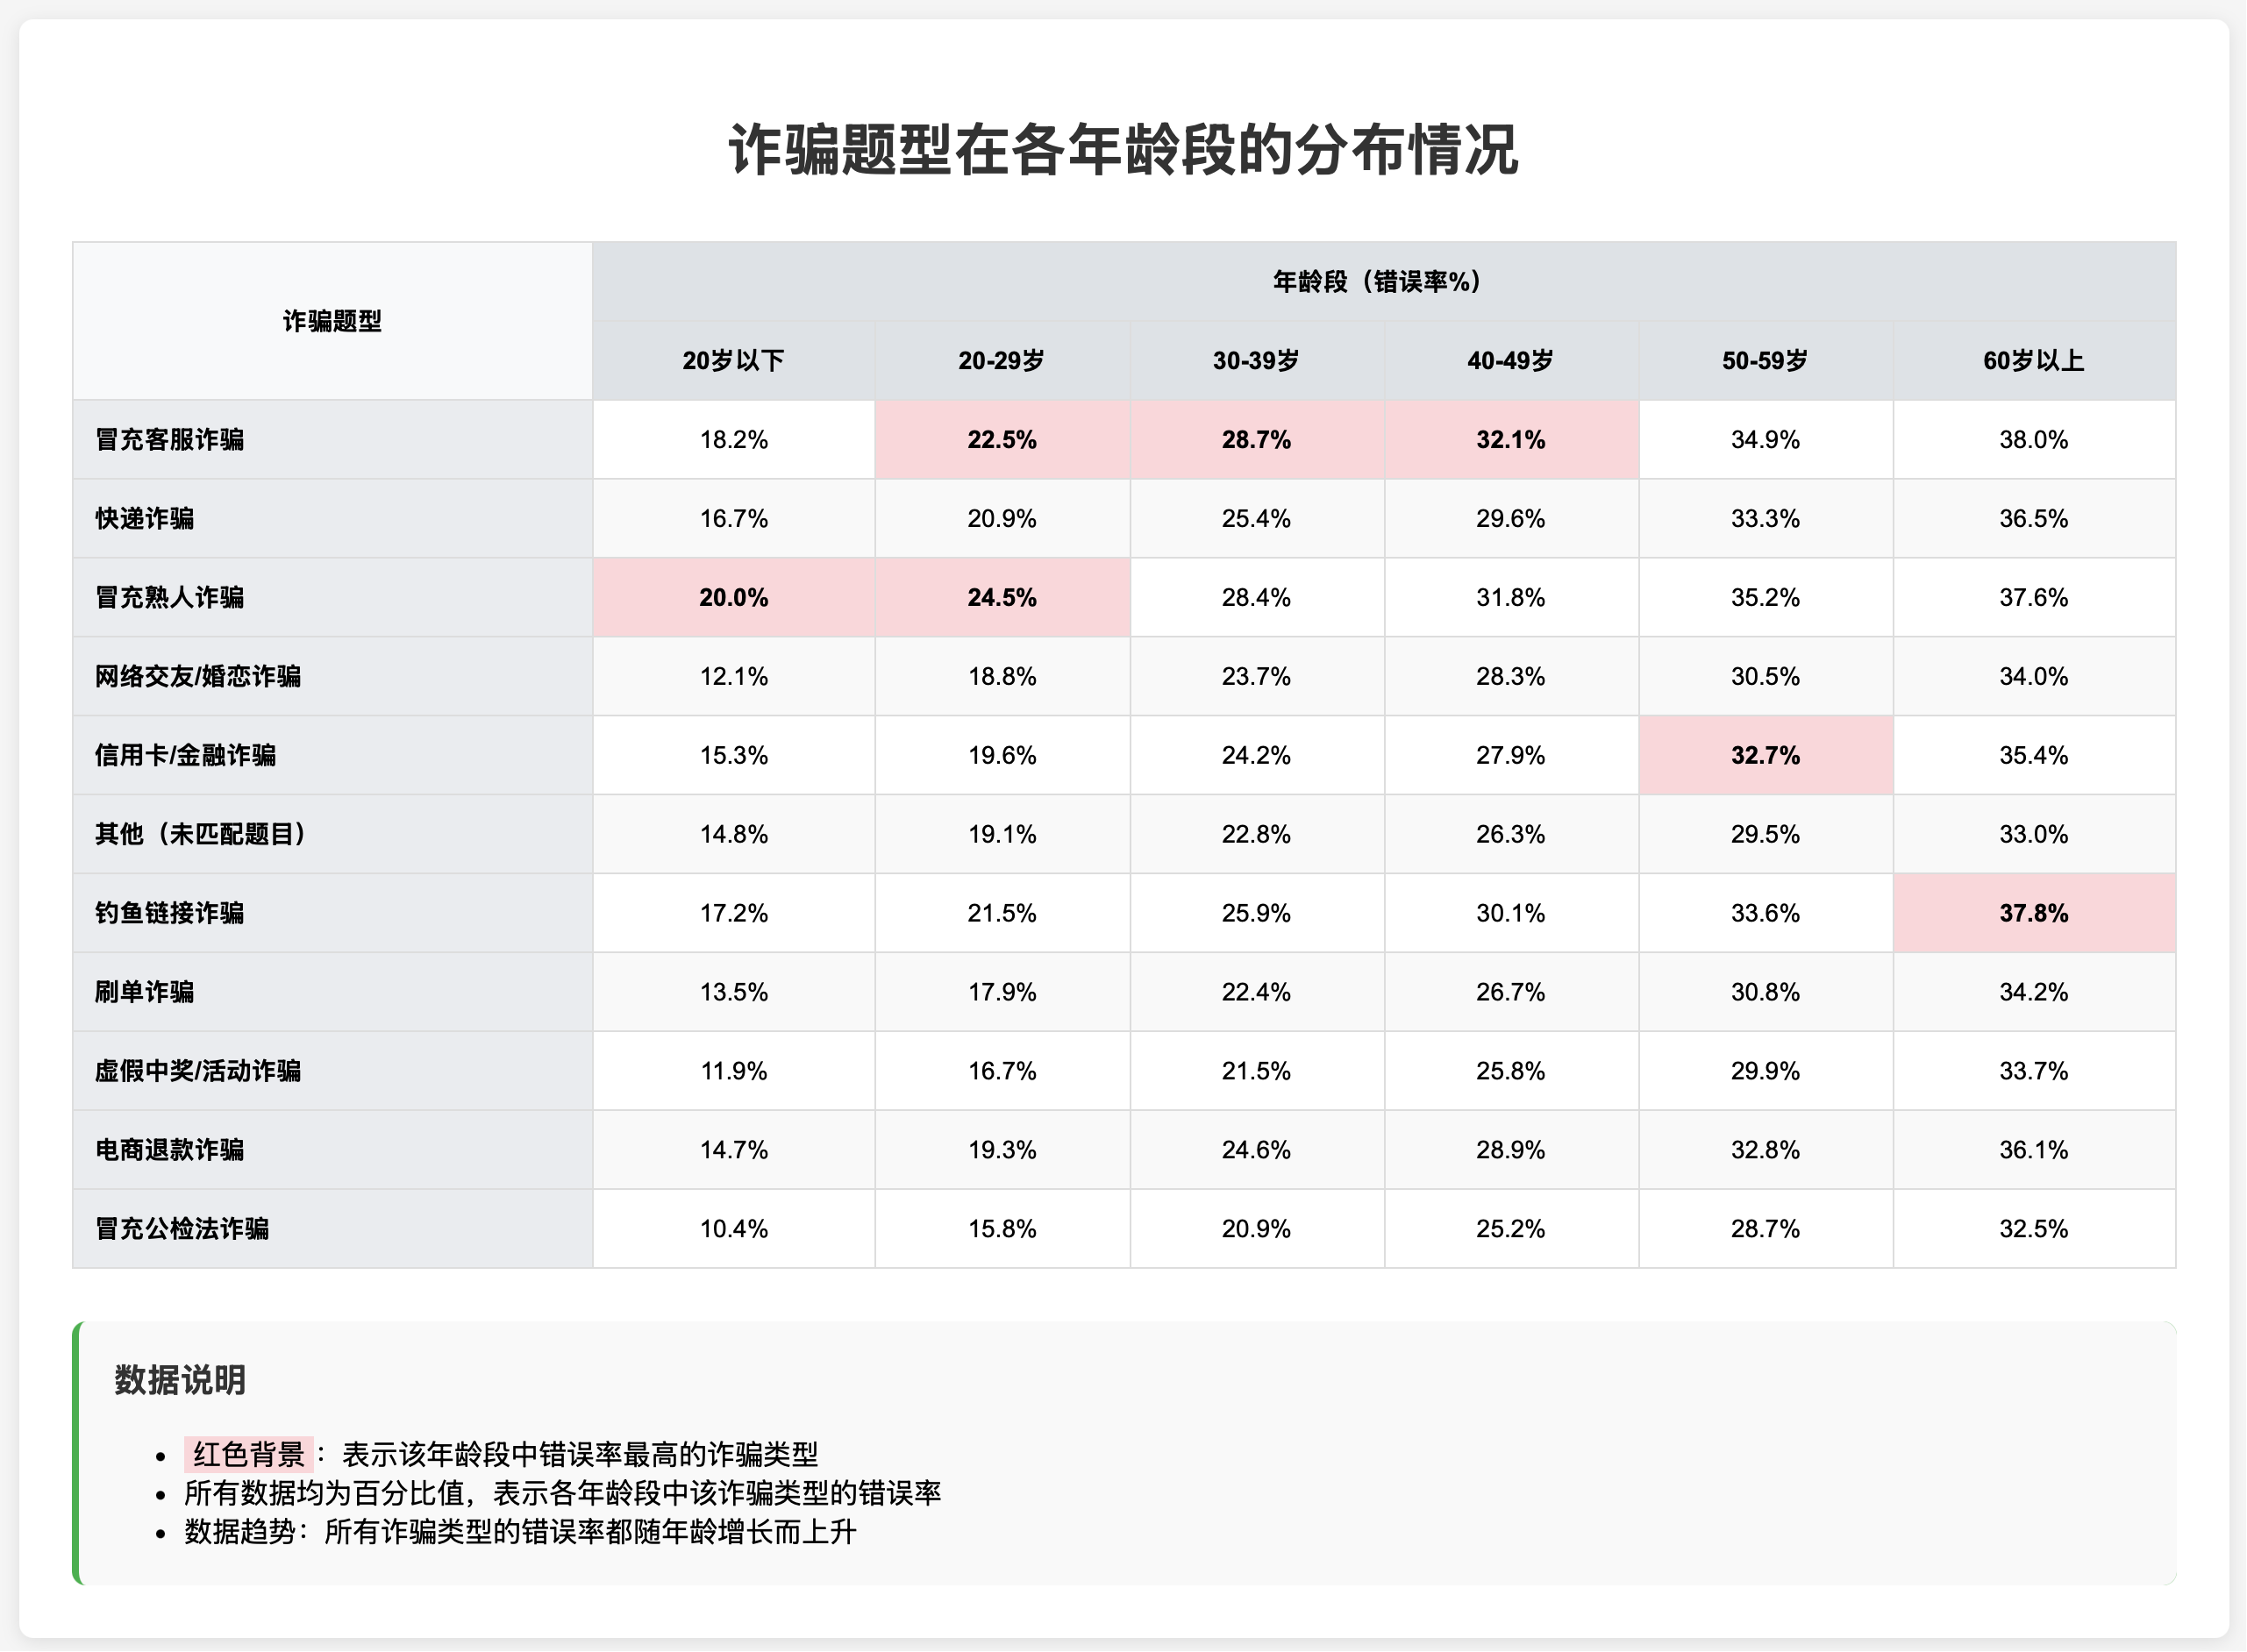 诈骗题型在各年龄段的分布情况
诈骗题型
年龄段（错误率%）
20岁以下 20-29岁 30-39岁 40-49岁 50-59岁 60岁以上
冒充客服诈骗 18.2% 22.5% 28.7% 32.1% 34.9% 38.0%
快递诈骗 16.7% 20.9% 25.4% 29.6% 33.3% 36.5%
冒充熟人诈骗 20.0% 24.5% 28.4% 31.8% 35.2% 37.6%
网络交友/婚恋诈骗 12.1% 18.8% 23.7% 28.3% 30.5% 34.0%
信用卡/金融诈骗 15.3% 19.6% 24.2% 27.9% 32.7% 35.4%
其他（未匹配题目） 14.8% 19.1% 22.8% 26.3% 29.5% 33.0%
钓鱼链接诈骗 17.2% 21.5% 25.9% 30.1% 33.6% 37.8%
刷单诈骗 13.5% 17.9% 22.4% 26.7% 30.8% 34.2%
虚假中奖/活动诈骗 11.9% 16.7% 21.5% 25.8% 29.9% 33.7%
电商退款诈骗 14.7% 19.3% 24.6% 28.9% 32.8% 36.1%
冒充公检法诈骗 10.4% 15.8% 20.9% 25.2% 28.7% 32.5%
数据说明
• 红色背景：表示该年龄段中错误率最高的诈骗类型
• 所有数据均为百分比值，表示各年龄段中该诈骗类型的错误率
• 数据趋势：所有诈骗类型的错误率都随年龄增长而上升